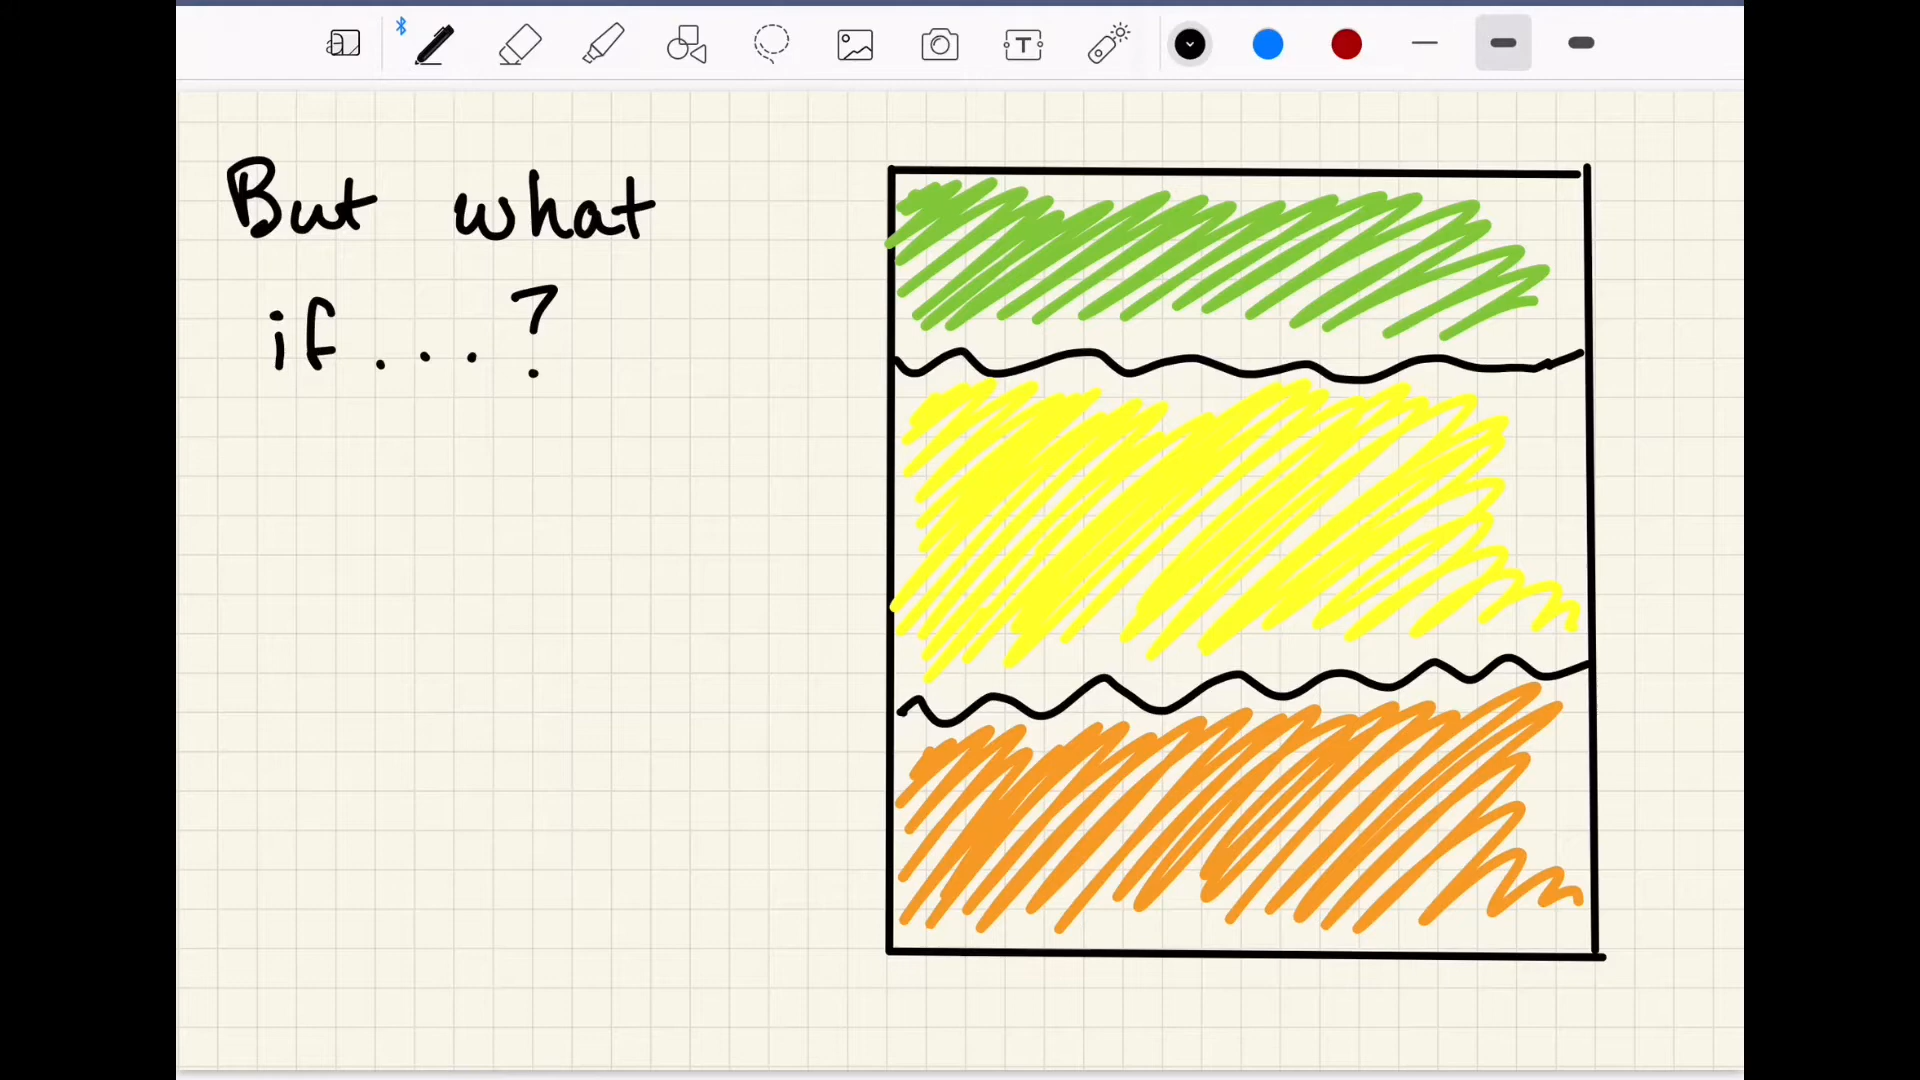 But what
if . . . ?